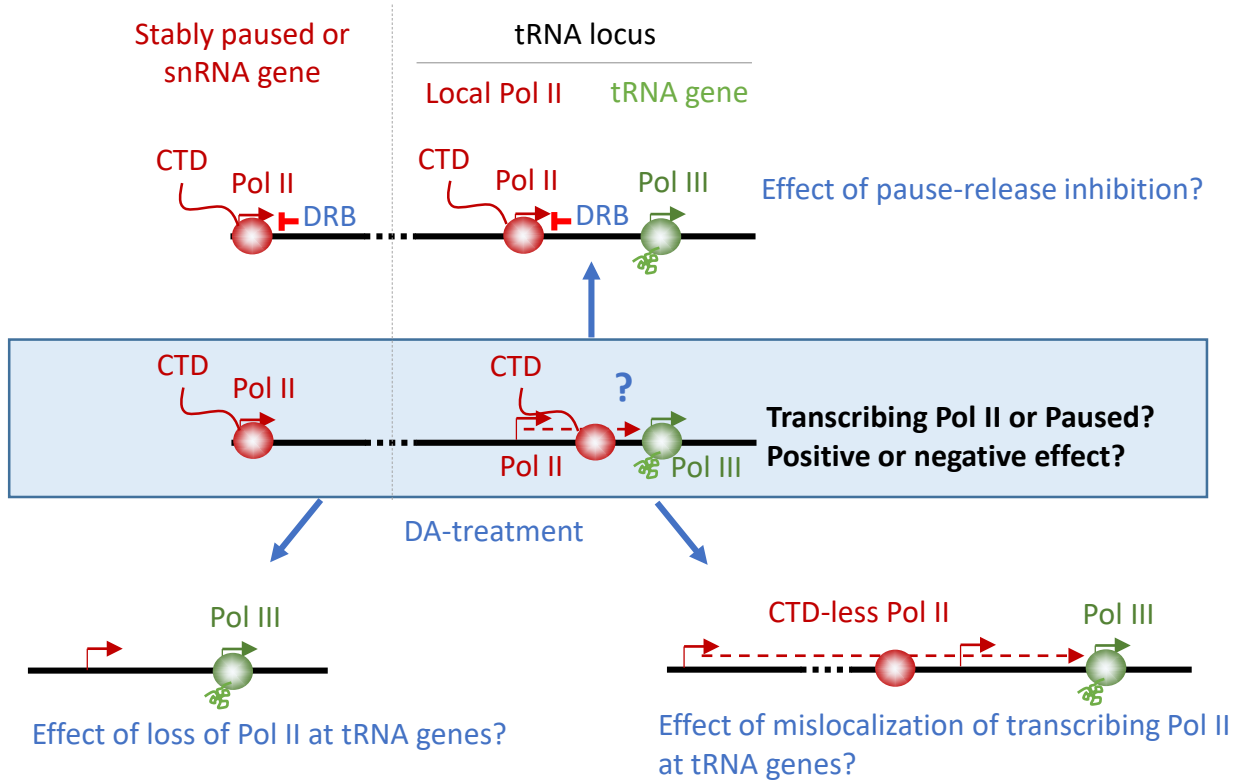 Stably paused or
snRNA gene
tRNA locus
Local Pol II
tRNA gene
CTD
Pol II
DRB
CTD
Pol II
DRB
Pol III
Effect of pause-release inhibition?
CTD
Pol II
CTD
?
Pol II
Pol III
Transcribing Pol II or Paused?
Positive or negative effect?
DA-treatment
Pol III
Effect of loss of Pol II at tRNA genes?
CTD-less Pol II
Pol III
Effect of mislocalization of transcribing Pol II
at tRNA genes?